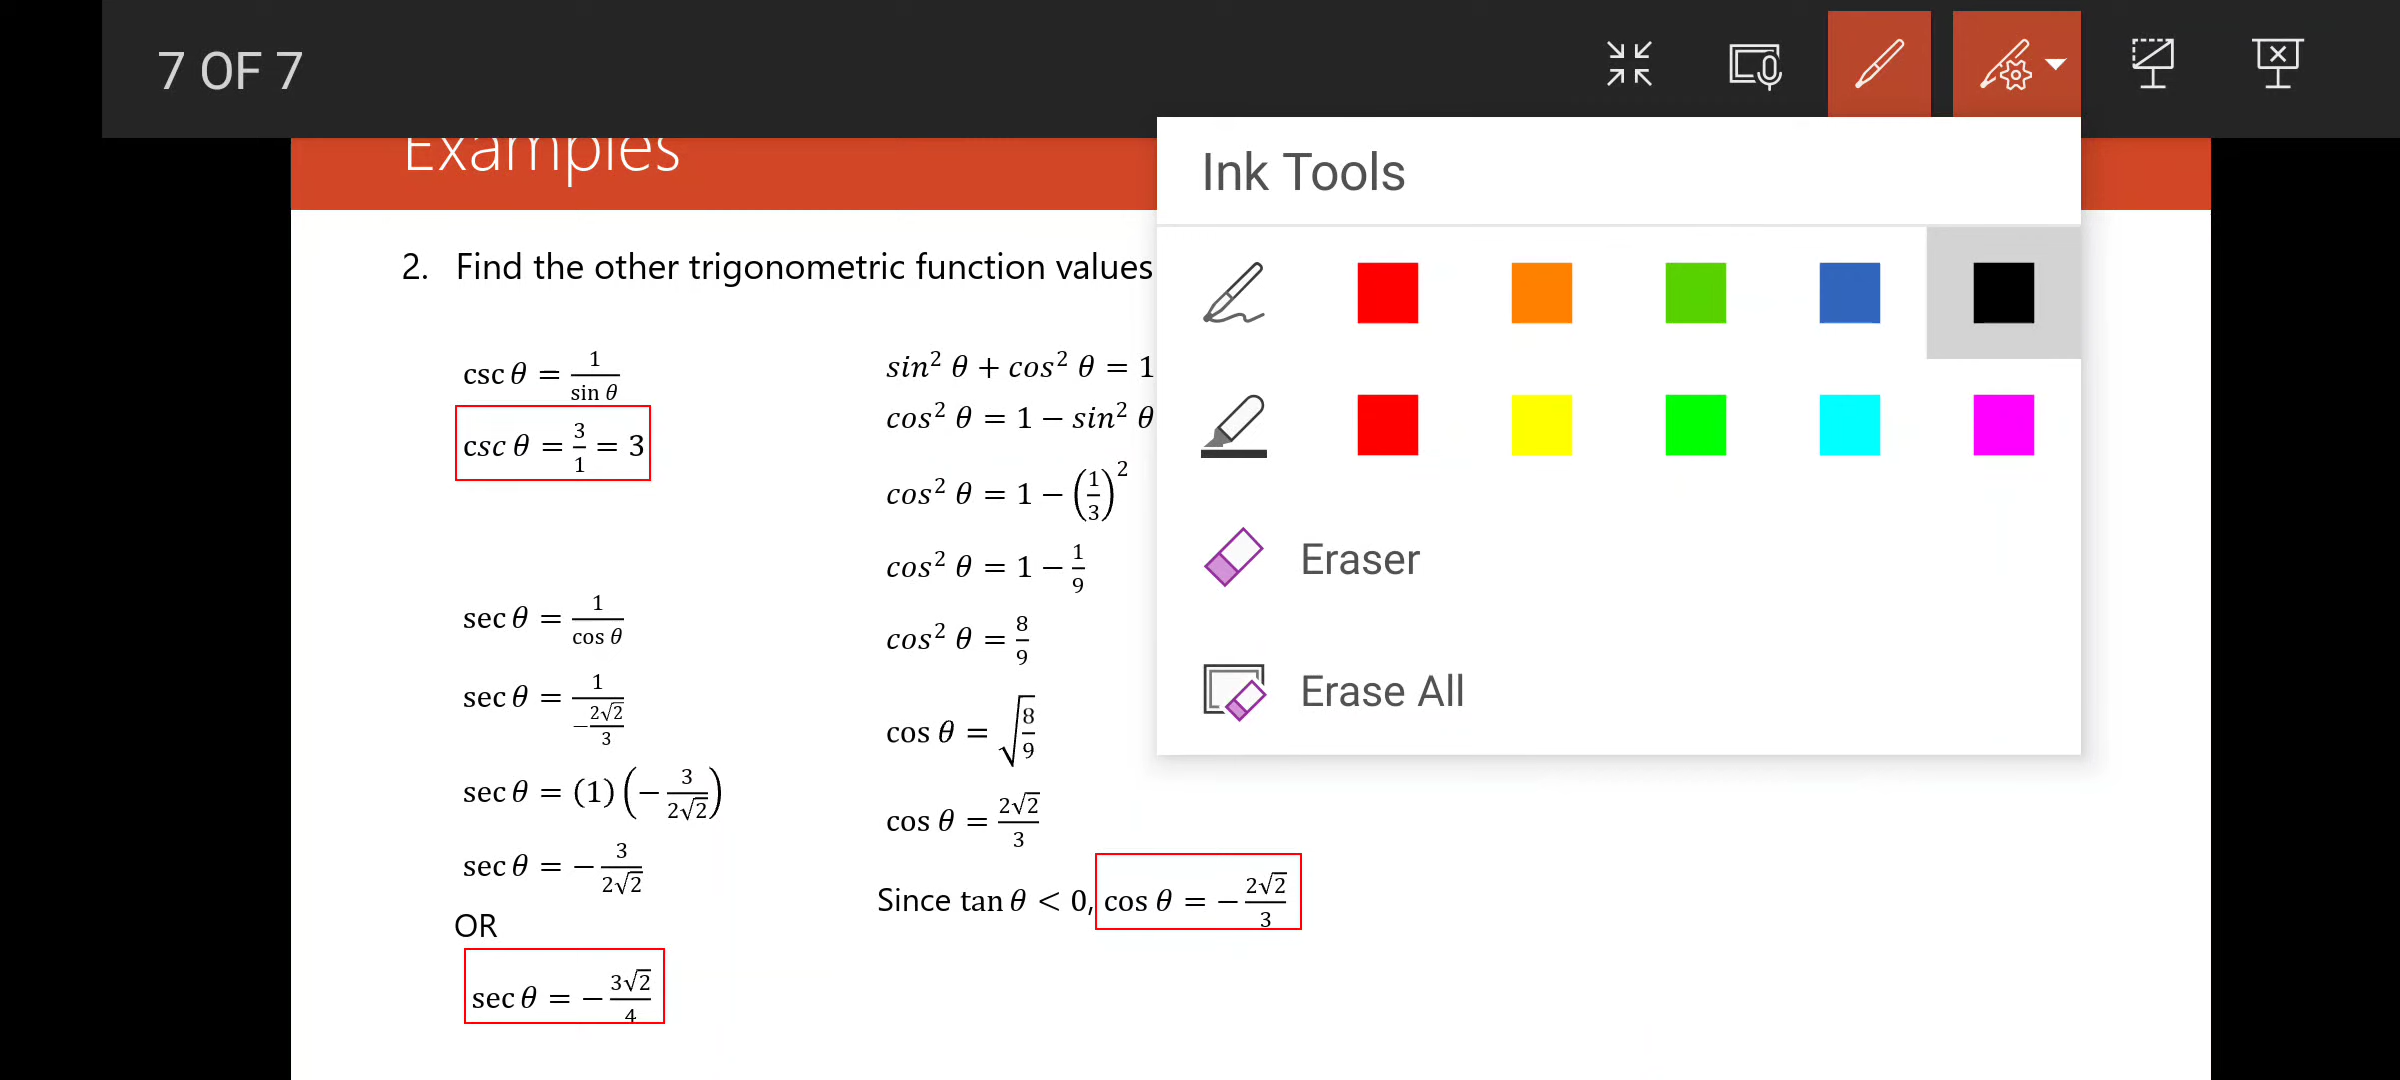 7 OF 7
Examples
Ink Tools
Eraser
Erase All
2. Find the other trigonometric function values
csc θ = 1/sin θ
csc θ = 3/1 = 3
sec θ = 1/cos θ
sec θ = 1/(−2√2/3)
sec θ = (1)(−3/(2√2))
sec θ = −3/(2√2)
OR
sec θ = −3√2/4
sin² θ + cos² θ = 1
cos² θ = 1 − sin² θ
cos² θ = 1 − (1/3)²
cos² θ = 1 − 1/9
cos² θ = 8/9
cos θ = √(8/9)
cos θ = 2√2/3
Since tan θ < 0, cos θ = −2√2/3